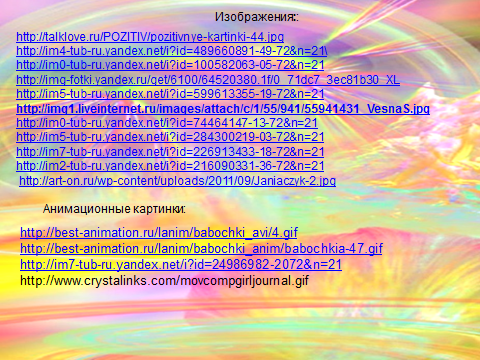 Изображения::
http://talklove.ru/POZITIV/pozitivnye-kartinki-44.jpg
http://im4-tub-ru.yandex.net/i?id=489660891-49-72&n=21\
http://im0-tub-ru.yandex.net/i?id=100582063-05-72&n=21
http://img-fotki.yandex.ru/get/6100/64520380.1f/0_71dc7_3ec81b30_XL
http://im5-tub-ru.yandex.net/i?id=599613355-19-72&n=21
http://img1.liveinternet.ru/images/attach/c/1/55/941/55941431_VesnaS.jpg
http://im0-tub-ru.yandex.net/i?id=74464147-13-72&n=21
http://im5-tub-ru.yandex.net/i?id=284300219-03-72&n=21
http://im7-tub-ru.yandex.net/i?id=226913433-18-72&n=21
http://im2-tub-ru.yandex.net/i?id=216090331-36-72&n=21
http://art-on.ru/wp-content/uploads/2011/09/Janiaczyk-2.jpg
Анимационные картинки:
http://best-animation.ru/lanim/babochki_avi/4.gif
http://best-animation.ru/lanim/babochki_anim/babochkia-47.gif
http://im7-tub-ru.yandex.net/i?id=24986982-2072&n=21
http://www.crystalinks.com/movcompgirljournal.gif